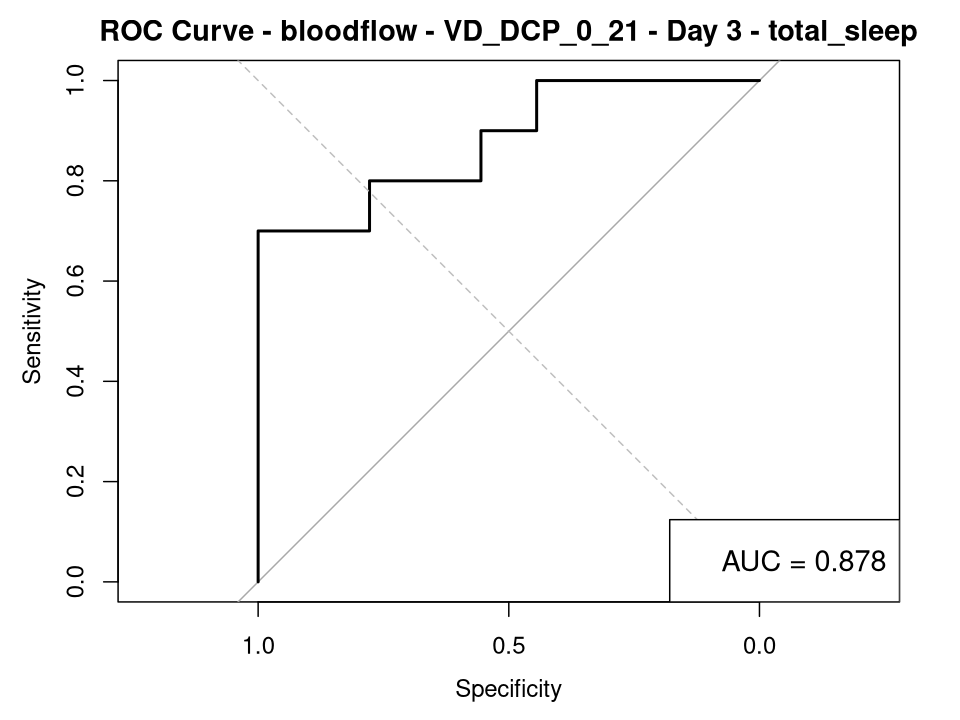 ROC Curve - bloodflow - VD_DCP_0_21 - Day 3 - total_sleep
Sensitivity
1.0
0.8
0.6
0.4
0.2
0.0
AUC = 0.878
1.0 0.5 0.0
Specificity